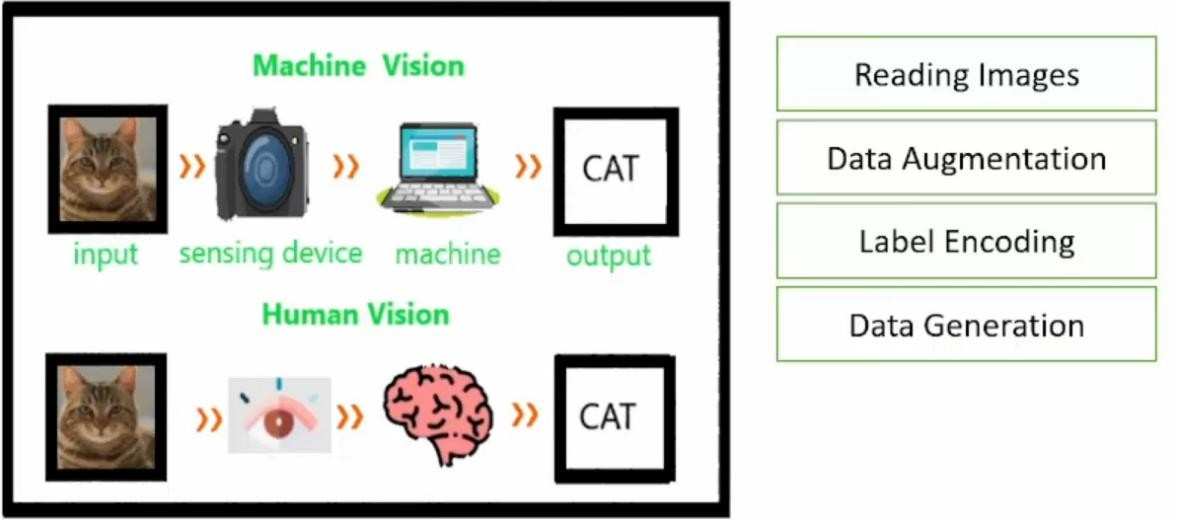 Machine Vision
CAT
input
sensing device
machine
output
Human Vision
CAT
Reading Images
Data Augmentation
Label Encoding
Data Generation